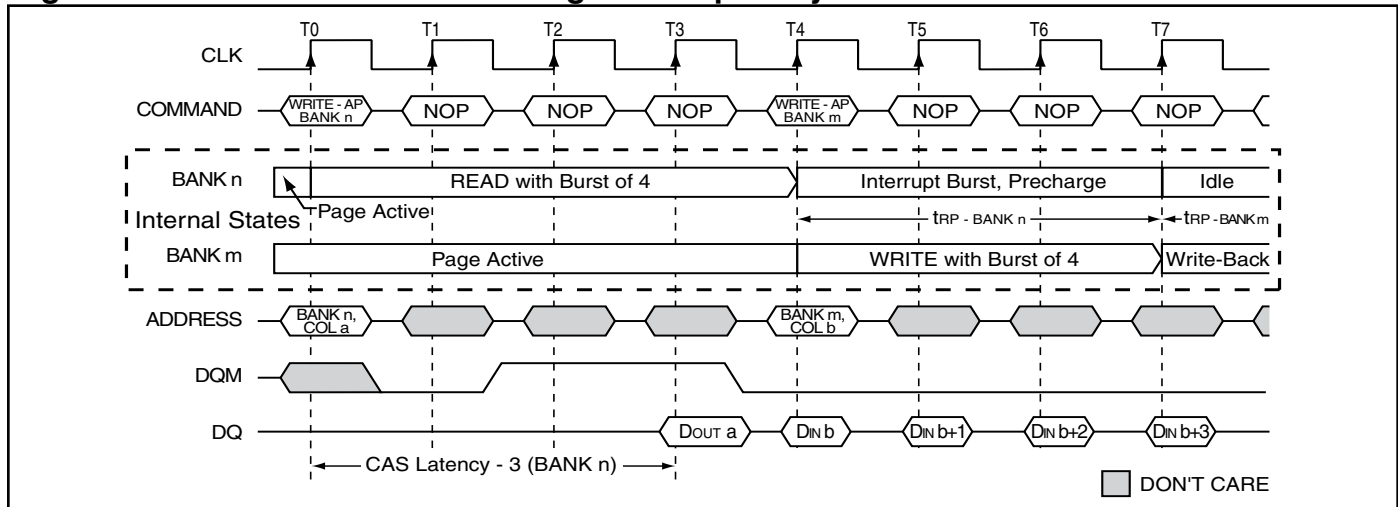 T0 T1 T2 T3 T4 T5 T6 T7
CLK
COMMAND WRITE - AP BANK n NOP NOP NOP WRITE - AP BANK m NOP NOP NOP
BANK n READ with Burst of 4 Interrupt Burst, Precharge Idle
Internal States Page Active tRP - BANK n tRP - BANK m
BANK m Page Active WRITE with Burst of 4 Write-Back
ADDRESS BANK n, COL a BANK m, COL b
DQM
DQ DOUT a DIN b DIN b+1 DIN b+2 DIN b+3
CAS Latency - 3 (BANK n)
DON'T CARE